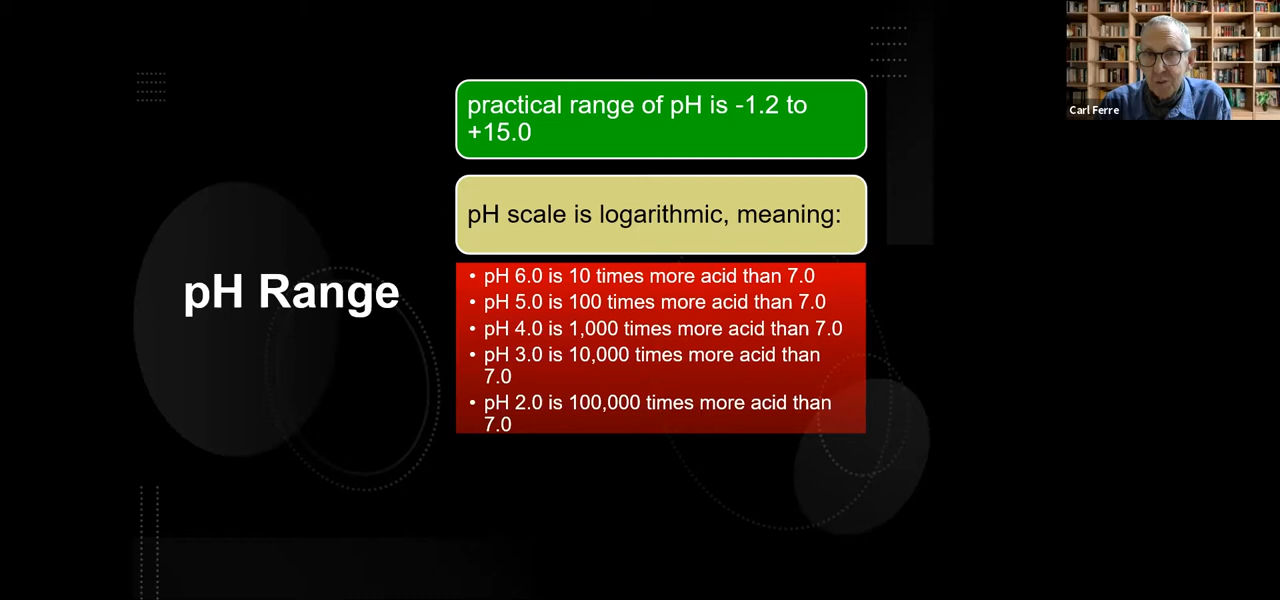 pH Range
practical range of pH is -1.2 to
+15.0
pH scale is logarithmic, meaning:
• pH 6.0 is 10 times more acid than 7.0
• pH 5.0 is 100 times more acid than 7.0
• pH 4.0 is 1,000 times more acid than 7.0
• pH 3.0 is 10,000 times more acid than
7.0
• pH 2.0 is 100,000 times more acid than
7.0
Carl Ferre